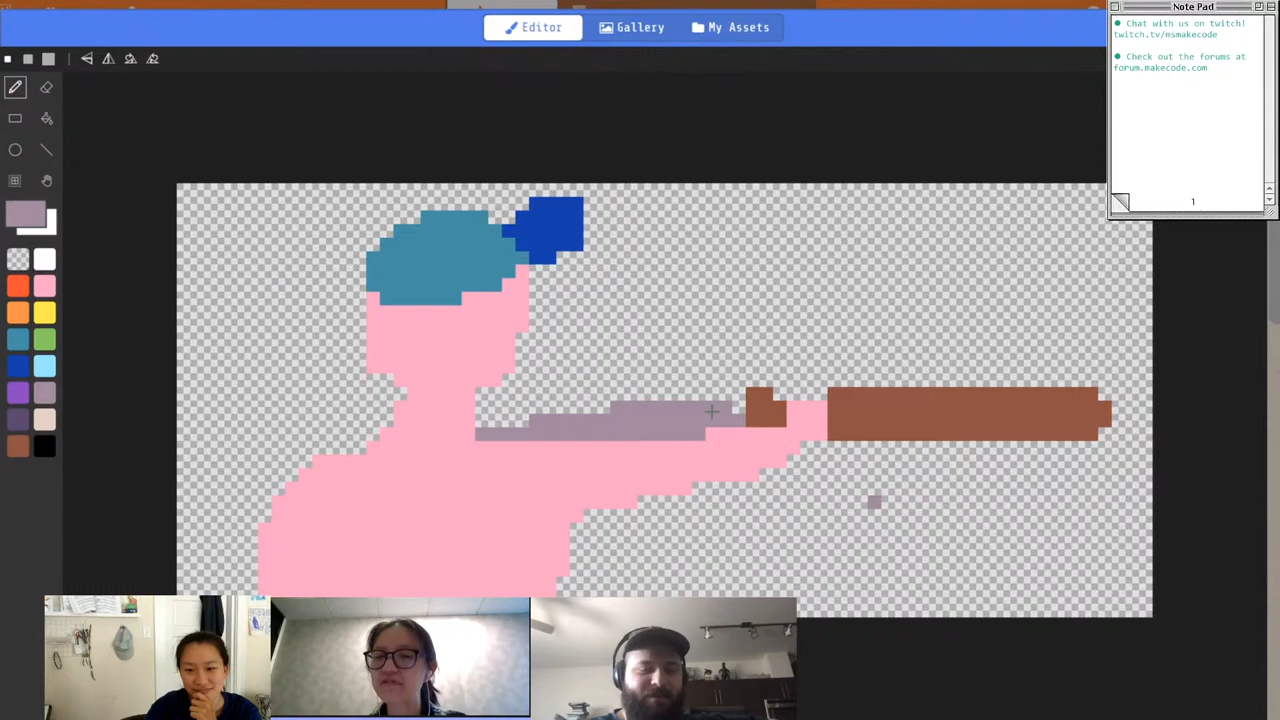 Editor
Gallery
My Assets
Note Pad
Chat with us on twitch!
twitch.tv/msmakecode
Check out the forums at
forum.makecode.com
1